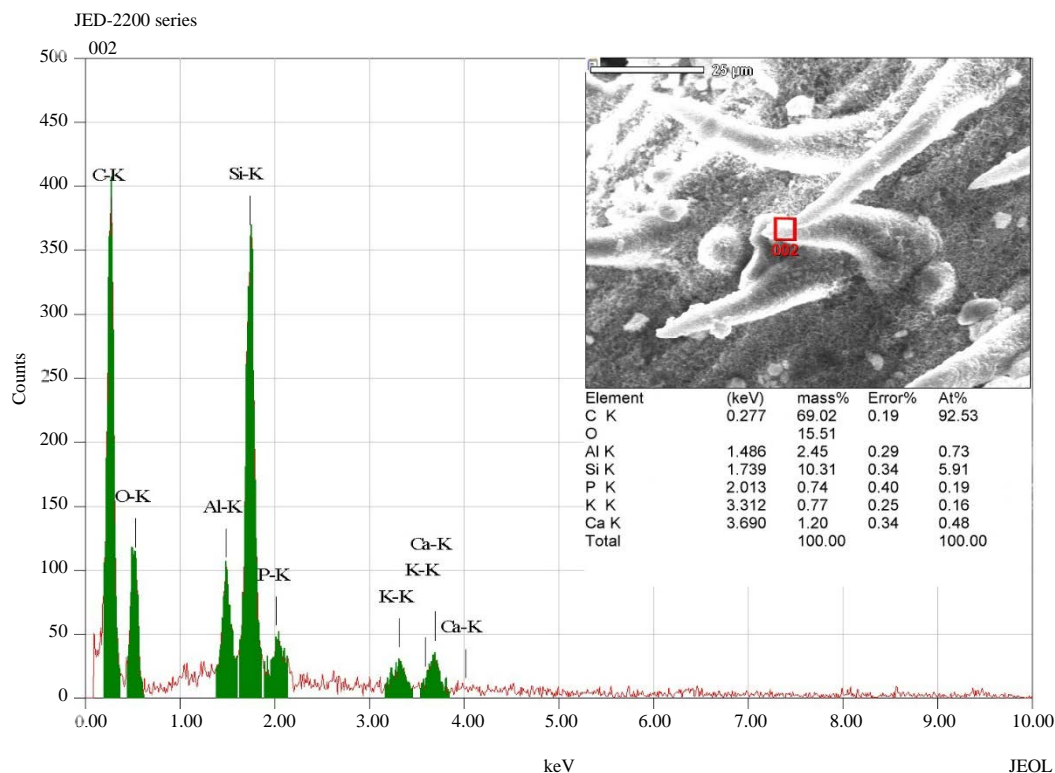 JED-2200 series
002
500
450
400
350
300
250
200
150
100
50
0
Counts
C-K
O-K
Al-K
Si-K
P-K
K-K
Ca-K
K-K
Ca-K
25 µm
002
Element (keV) mass% Error% At%
C K 0.277 69.02 0.19 92.53
O 15.51
Al K 1.486 2.45 0.29 0.73
Si K 1.739 10.31 0.34 5.91
P K 2.013 0.74 0.40 0.19
K K 3.312 0.77 0.25 0.16
Ca K 3.690 1.20 0.34 0.48
Total 100.00 100.00
0.00 1.00 2.00 3.00 4.00 5.00 6.00 7.00 8.00 9.00 10.00
keV
JEOL